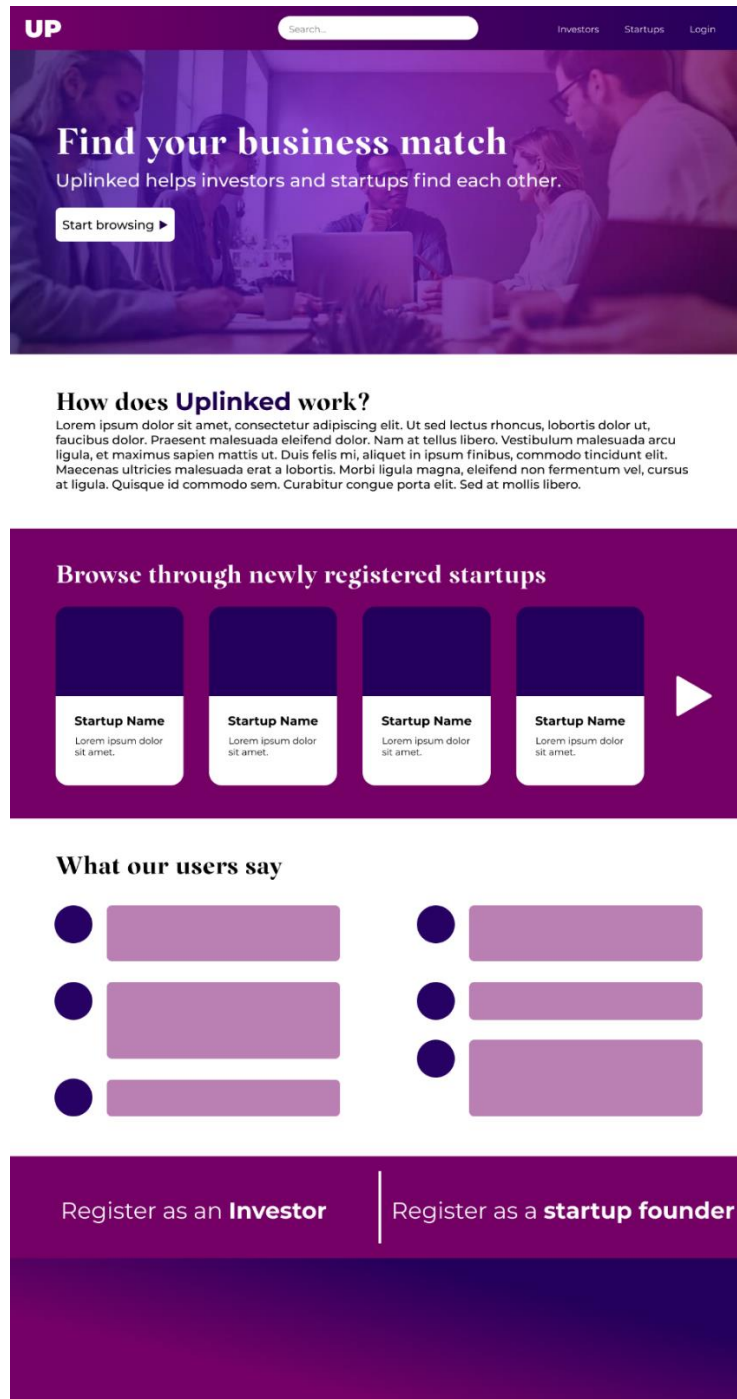 UP
Search...
Investors
Startups
Login
Find your business match
Uplinked helps investors and startups find each other.
Start browsing
How does Uplinked work?
Lorem ipsum dolor sit amet, consectetur adipiscing elit. Ut sed lectus rhoncus, lobortis dolor ut,
faucibus dolor. Praesent malesuada eleifend dolor. Nam at tellus libero. Vestibulum malesuada arcu
ligula, et maximus sapien mattis ut. Duis felis mi, aliquet in ipsum finibus, commodo tincidunt elit.
Maecenas ultricies malesuada erat a lobortis. Morbi ligula magna, eleifend non fermentum vel, cursus
at ligula. Quisque id commodo sem. Curabitur congue porta elit. Sed at mollis libero.
Browse through newly registered startups
Startup Name
Lorem ipsum dolor
sit amet.
Startup Name
Lorem ipsum dolor
sit amet.
Startup Name
Lorem ipsum dolor
sit amet.
Startup Name
Lorem ipsum dolor
sit amet.
What our users say
Register as an Investor
Register as a startup founder